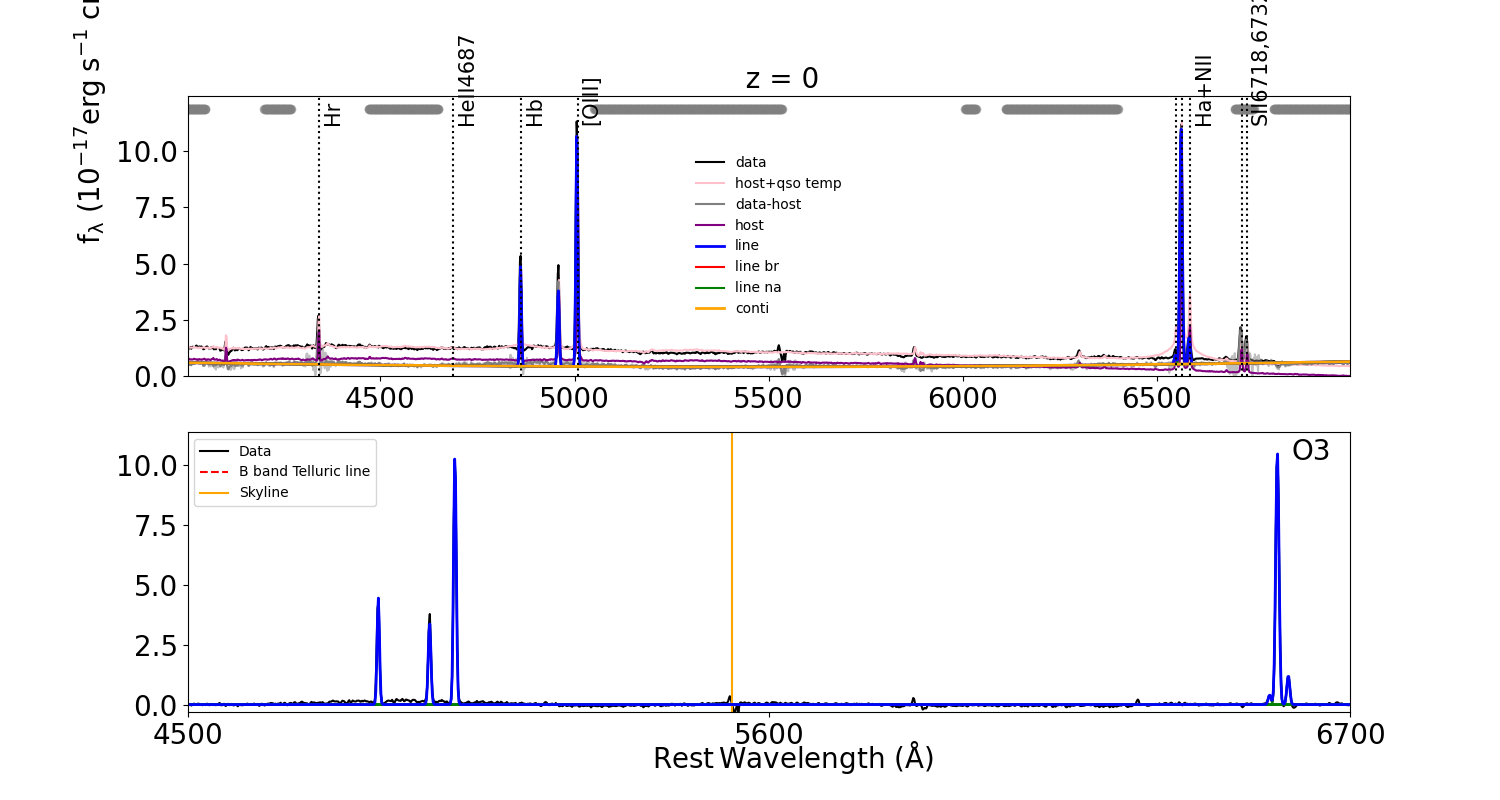 z = 0
Hr
HeII4687
Hb
[OIII]
Ha+NII
SII6718,673
fλ (10−17erg s−1 c
10.0
7.5
5.0
2.5
0.0
data
host+qso temp
data-host
host
line
line br
line na
conti
4500 5000 5500 6000 6500
10.0
7.5
5.0
2.5
0.0
Data
B band Telluric line
Skyline
O3
4500 5600 6700
Rest Wavelength (Å)